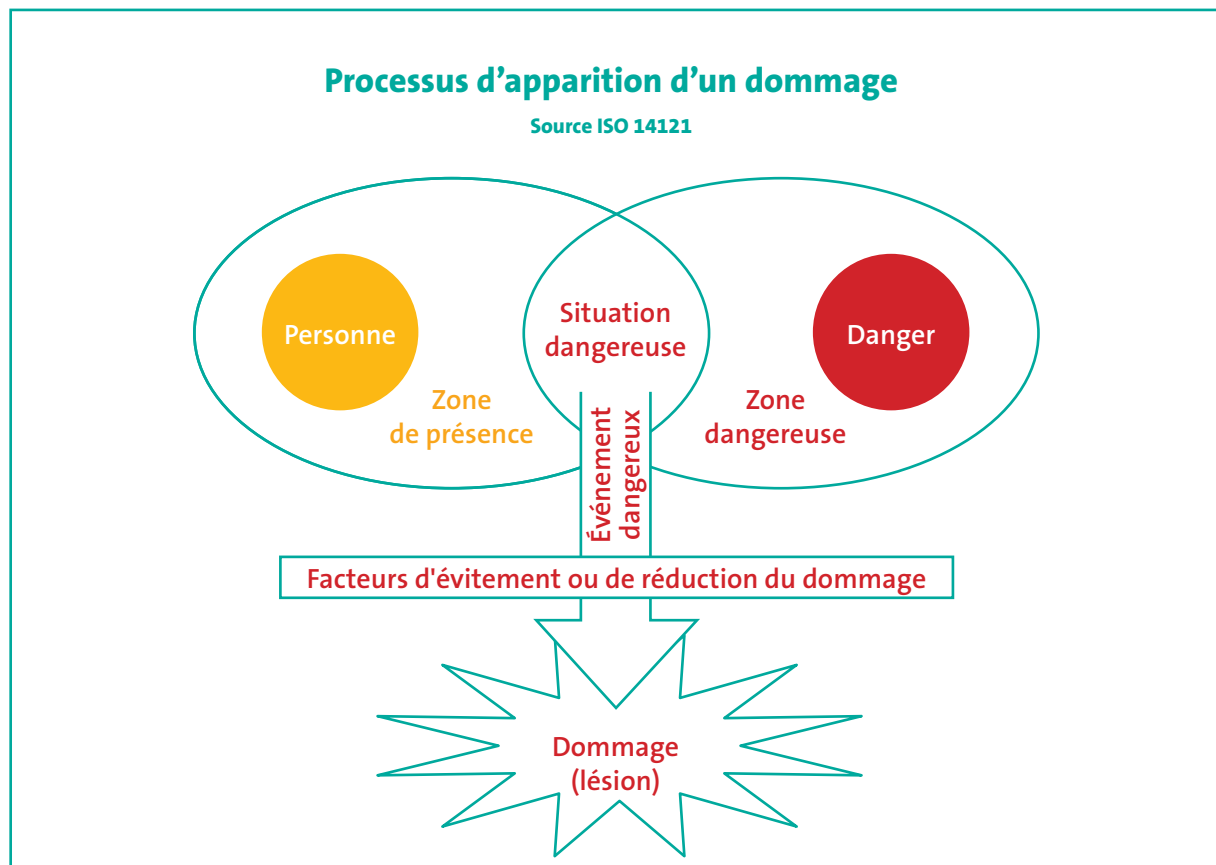 Processus d’apparition d’un dommage
Source ISO 14121
Personne
Situation
dangereuse
Danger
Zone
de présence
Zone
dangereuse
Événement
dangereux
Facteurs d'évitement ou de réduction du dommage
Dommage
(lésion)